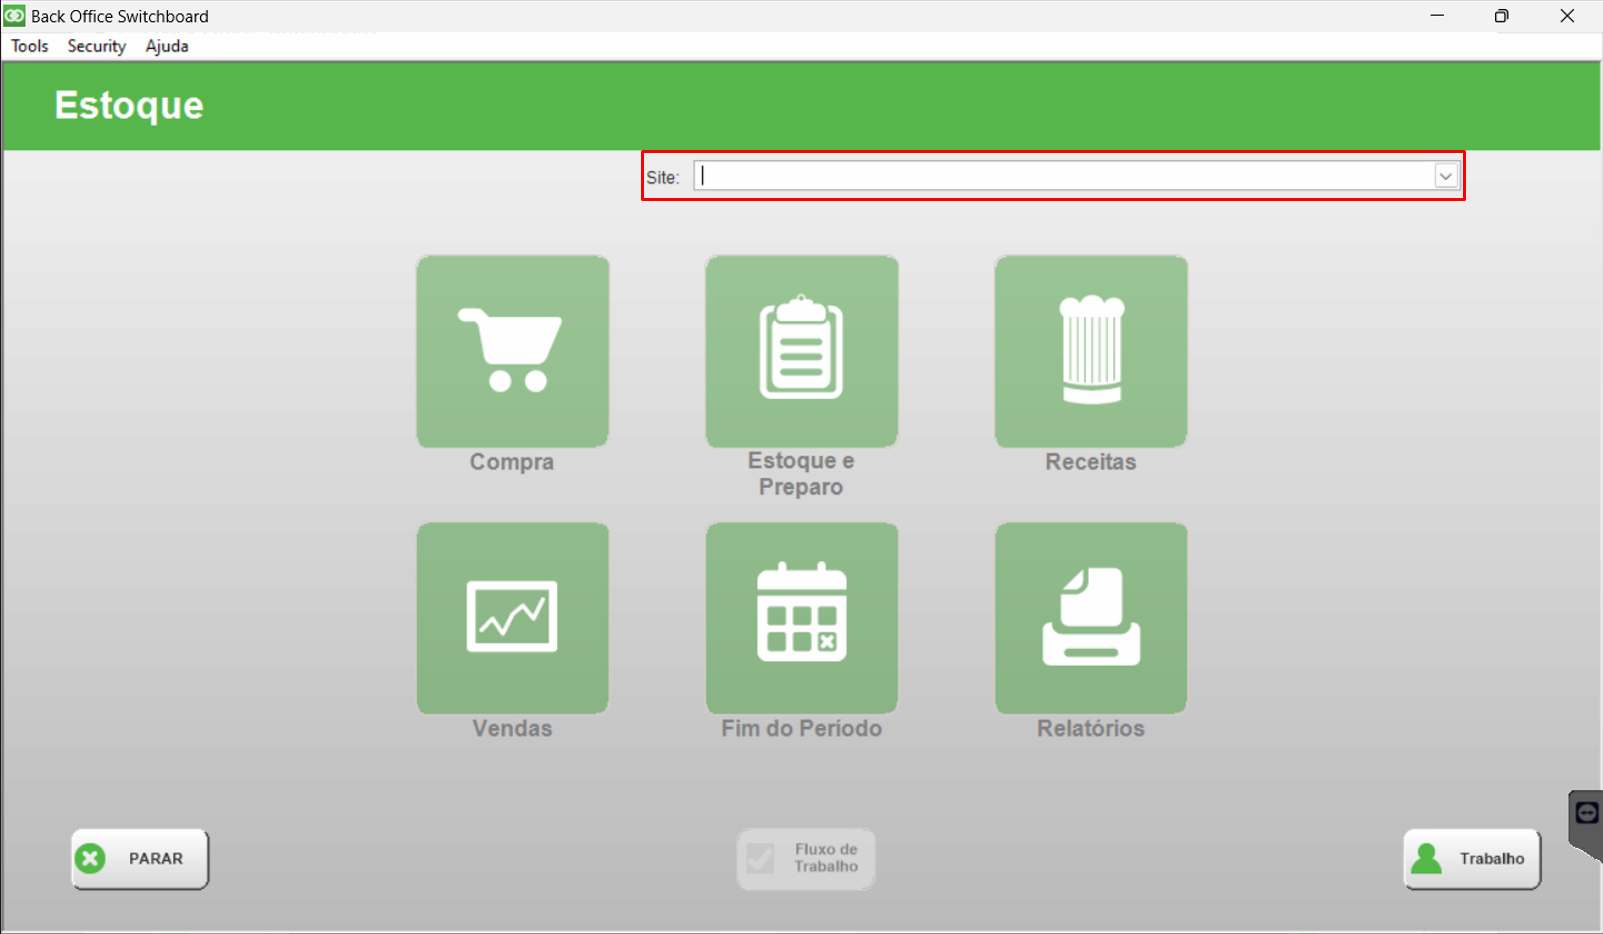 Back Office Switchboard
Tools Security Ajuda
Estoque
Site:
Compra
Estoque e
Preparo
Receitas
Vendas
Fim do Período
Relatórios
PARAR
Fluxo de
Trabalho
Trabalho